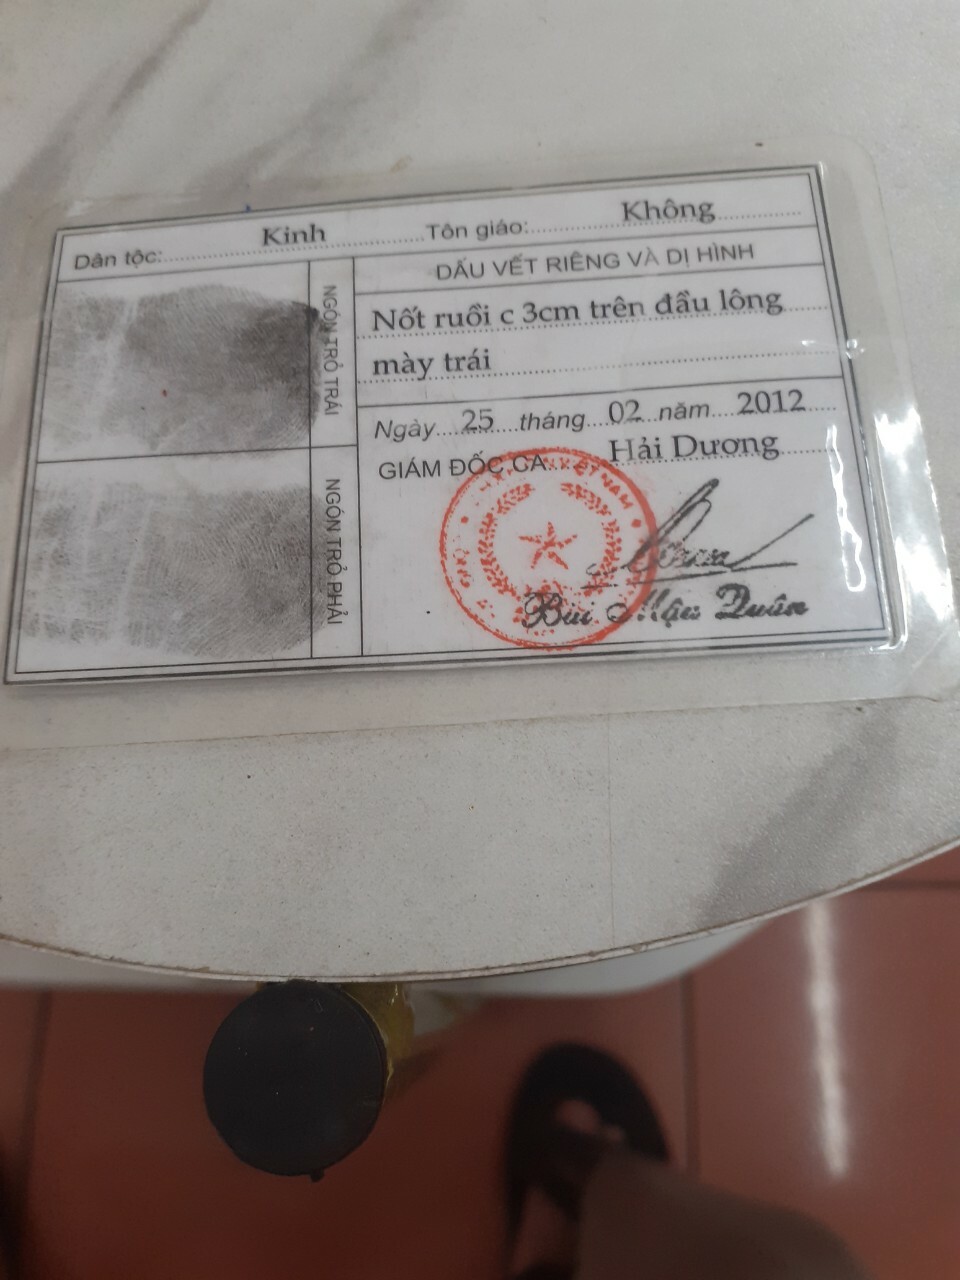 Dân tộc: Kinh Tôn giáo: Không
NGÓN TRỎ TRÁI
NGÓN TRỎ PHẢI
DẤU VẾT RIÊNG VÀ DỊ HÌNH
Nốt ruồi c 3cm trên đầu lông
mày trái
Ngày 25 tháng 02 năm 2012
GIÁM ĐỐC CA Hải Dương
VIỆT NAM
Bùi Mậu Quân